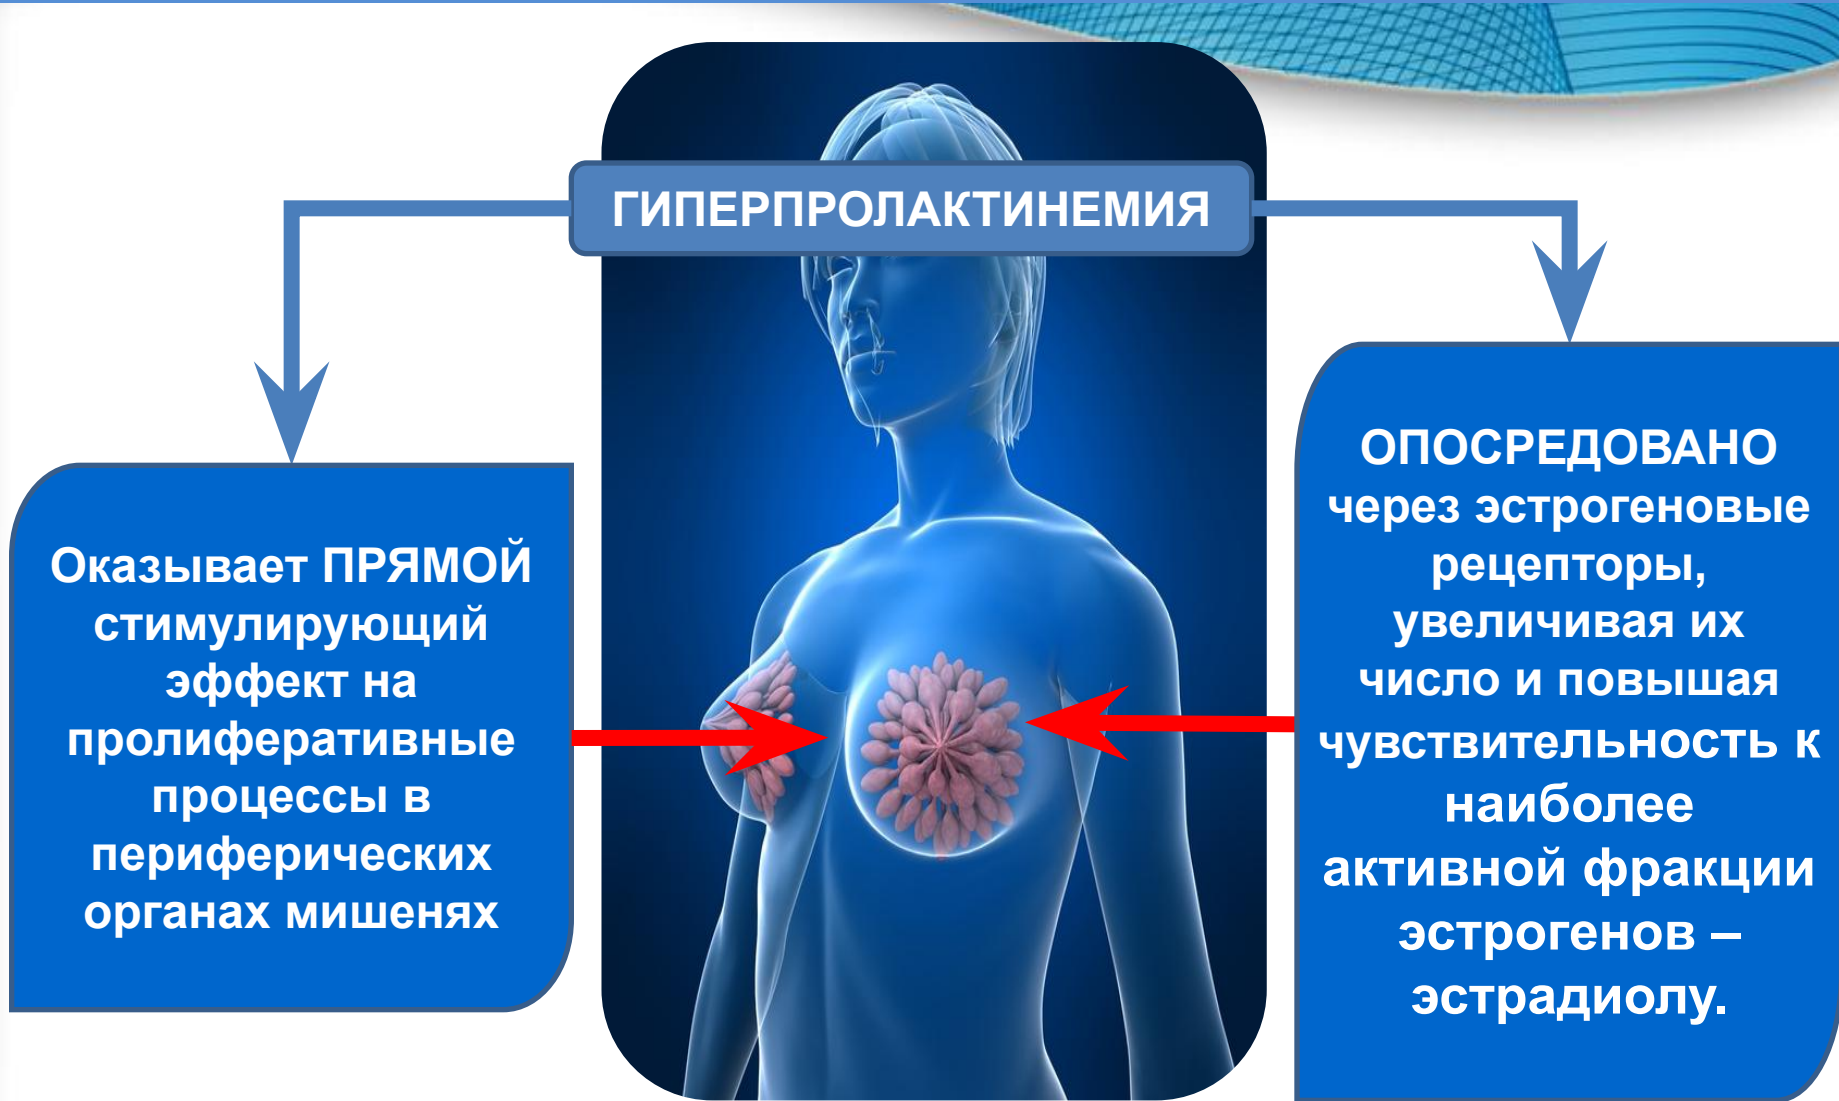 ГИПЕРПРОЛАКТИНЕМИЯ
Оказывает ПРЯМОЙ
стимулирующий
эффект на
пролиферативные
процессы в
периферических
органах мишенях
ОПОСРЕДОВАНО
через эстрогеновые
рецепторы,
увеличивая их
число и повышая
чувствительность к
наиболее
активной фракции
эстрогенов –
эстрадиолу.